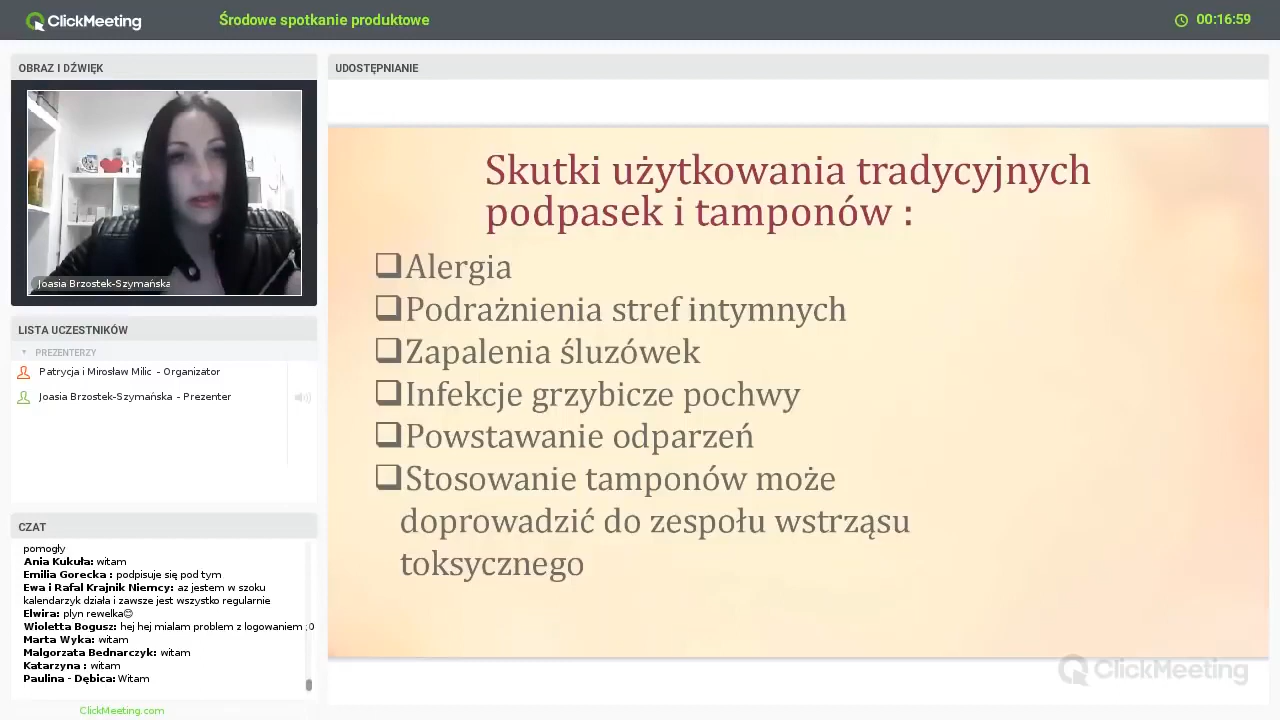 ClickMeeting
Środowe spotkanie produktowe
00:16:59
OBRAZ I DŹWIĘK
Joasia Brzostek-Szymańska
LISTA UCZESTNIKÓW
PREZENTERZY
Patrycja i Mirosław Milic - Organizator
Joasia Brzostek-Szymańska - Prezenter
CZAT
pomogły
Ania Kukuła: witam
Emilia Gorecka : podpisuje się pod tym
Ewa i Rafal Krajnik Niemcy: az jestem w szoku
kalendarzyk działa i zawsze jest wszystko regularnie
Elwira: plyn rewelka😊
Wioletta Bogusz: hej hej mialam problem z logowaniem ;0
Marta Wyka: witam
Malgorzata Bednarczyk: witam
Katarzyna : witam
Paulina - Dębica: Witam
ClickMeeting.com
UDOSTĘPNIANIE
Skutki użytkowania tradycyjnych
podpasek i tamponów :
❑Alergia
❑Podrażnienia stref intymnych
❑Zapalenia śluzówek
❑Infekcje grzybicze pochwy
❑Powstawanie odparzeń
❑Stosowanie tamponów może
doprowadzić do zespołu wstrząsu
toksycznego
ClickMeeting